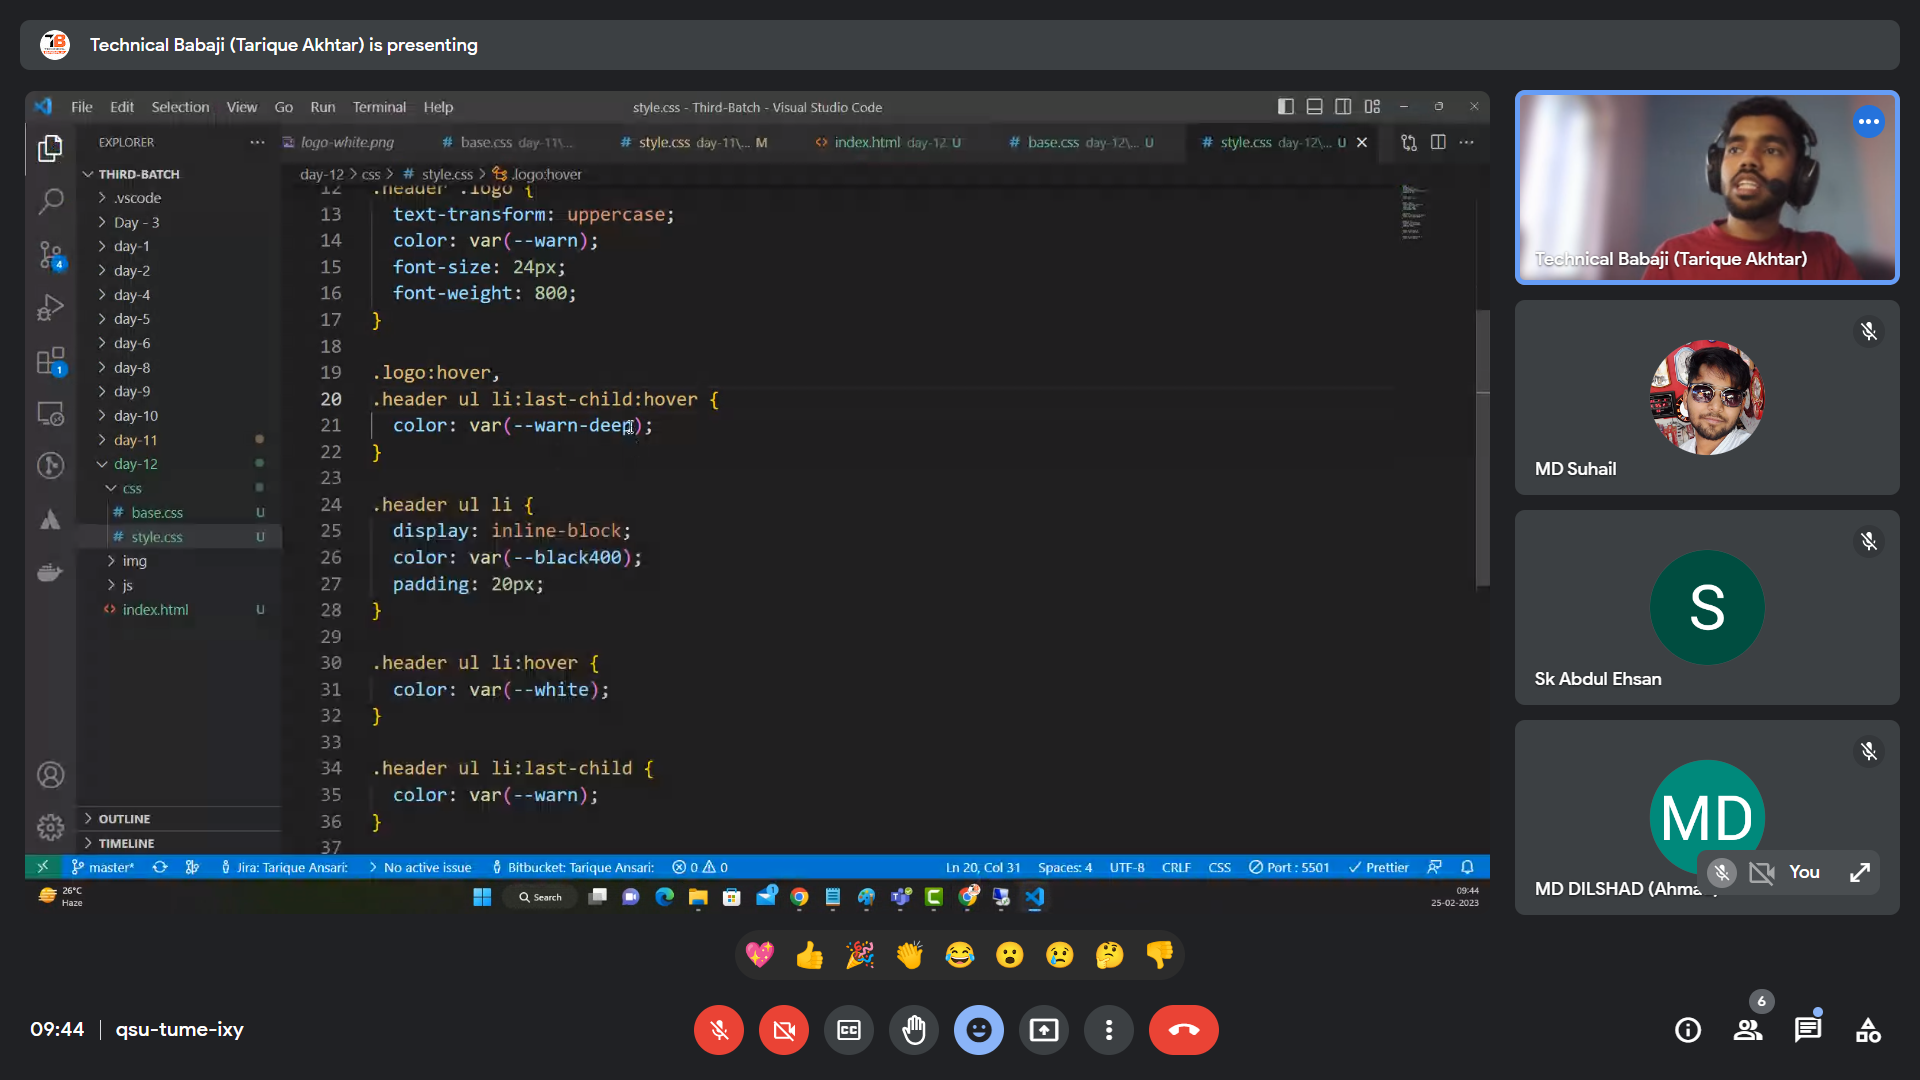 Technical Babaji (Tarique Akhtar) is presenting
File Edit Selection View Go Run Terminal Help
style.css - Third-Batch - Visual Studio Code
EXPLORER
logo-white.png
# base.css day-11\...
# style.css day-11\... M
<> index.html day-12 U
# base.css day-12\... U
# style.css day-12\... U
THIRD-BATCH
.vscode
Day - 3
day-1
day-2
day-4
day-5
day-6
day-8
day-9
day-10
day-11
day-12
css
# base.css U
# style.css U
img
js
<> index.html U
OUTLINE
TIMELINE
4
1
day-12 > css > # style.css > .logo:hover
12 .header .logo {
13 text-transform: uppercase;
14 color: var(--warn);
15 font-size: 24px;
16 font-weight: 800;
17 }
18
19 .logo:hover,
20 .header ul li:last-child:hover {
21 color: var(--warn-deep);
22 }
23
24 .header ul li {
25 display: inline-block;
26 color: var(--black400);
27 padding: 20px;
28 }
29
30 .header ul li:hover {
31 color: var(--white);
32 }
33
34 .header ul li:last-child {
35 color: var(--warn);
36 }
37
master* Jira: Tarique Ansari: No active issue Bitbucket: Tarique Ansari: 0 0 Ln 20, Col 31 Spaces: 4 UTF-8 CRLF CSS Port : 5501 Prettier
26°C
Haze
Search
09:44
25-02-2023
Technical Babaji (Tarique Akhtar)
MD Suhail
S
Sk Abdul Ehsan
MD
MD DILSHAD (Ahma...
You
09:44 | qsu-tume-ixy
CC
6